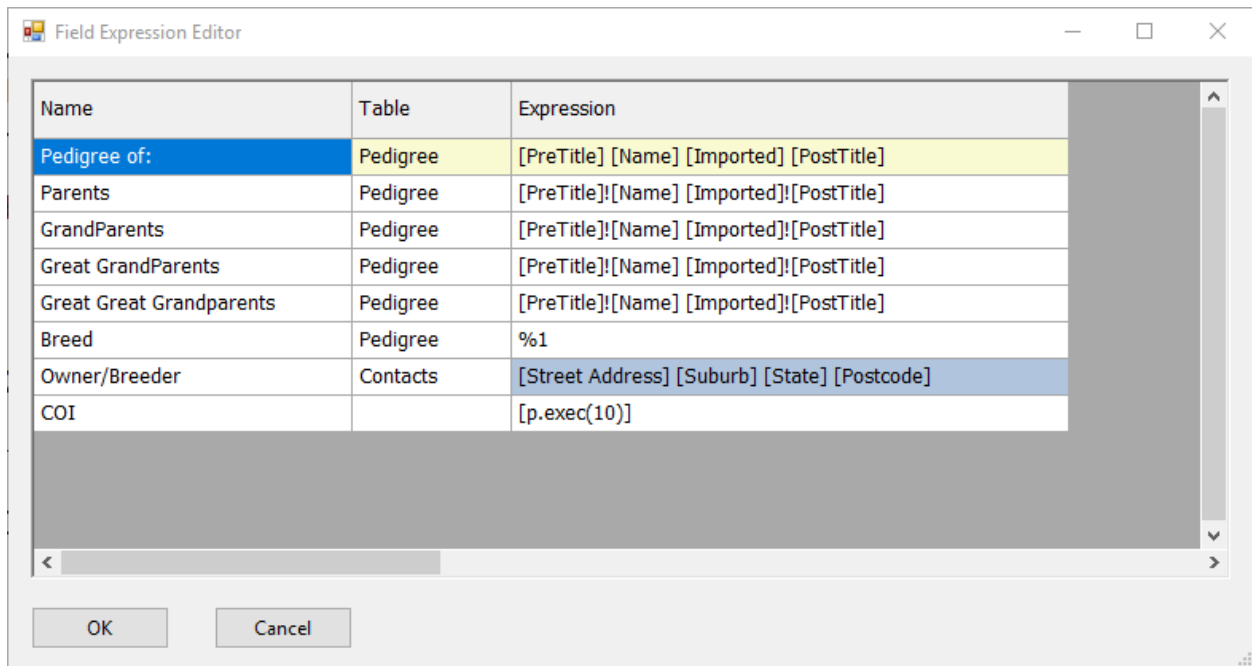 Field Expression Editor
Name Table Expression
Pedigree of: Pedigree [PreTitle] [Name] [Imported] [PostTitle]
Parents Pedigree [PreTitle]![Name] [Imported]![PostTitle]
GrandParents Pedigree [PreTitle]![Name] [Imported]![PostTitle]
Great GrandParents Pedigree [PreTitle]![Name] [Imported]![PostTitle]
Great Great Grandparents Pedigree [PreTitle]![Name] [Imported]![PostTitle]
Breed Pedigree %1
Owner/Breeder Contacts [Street Address] [Suburb] [State] [Postcode]
COI [p.exec(10)]
OK Cancel